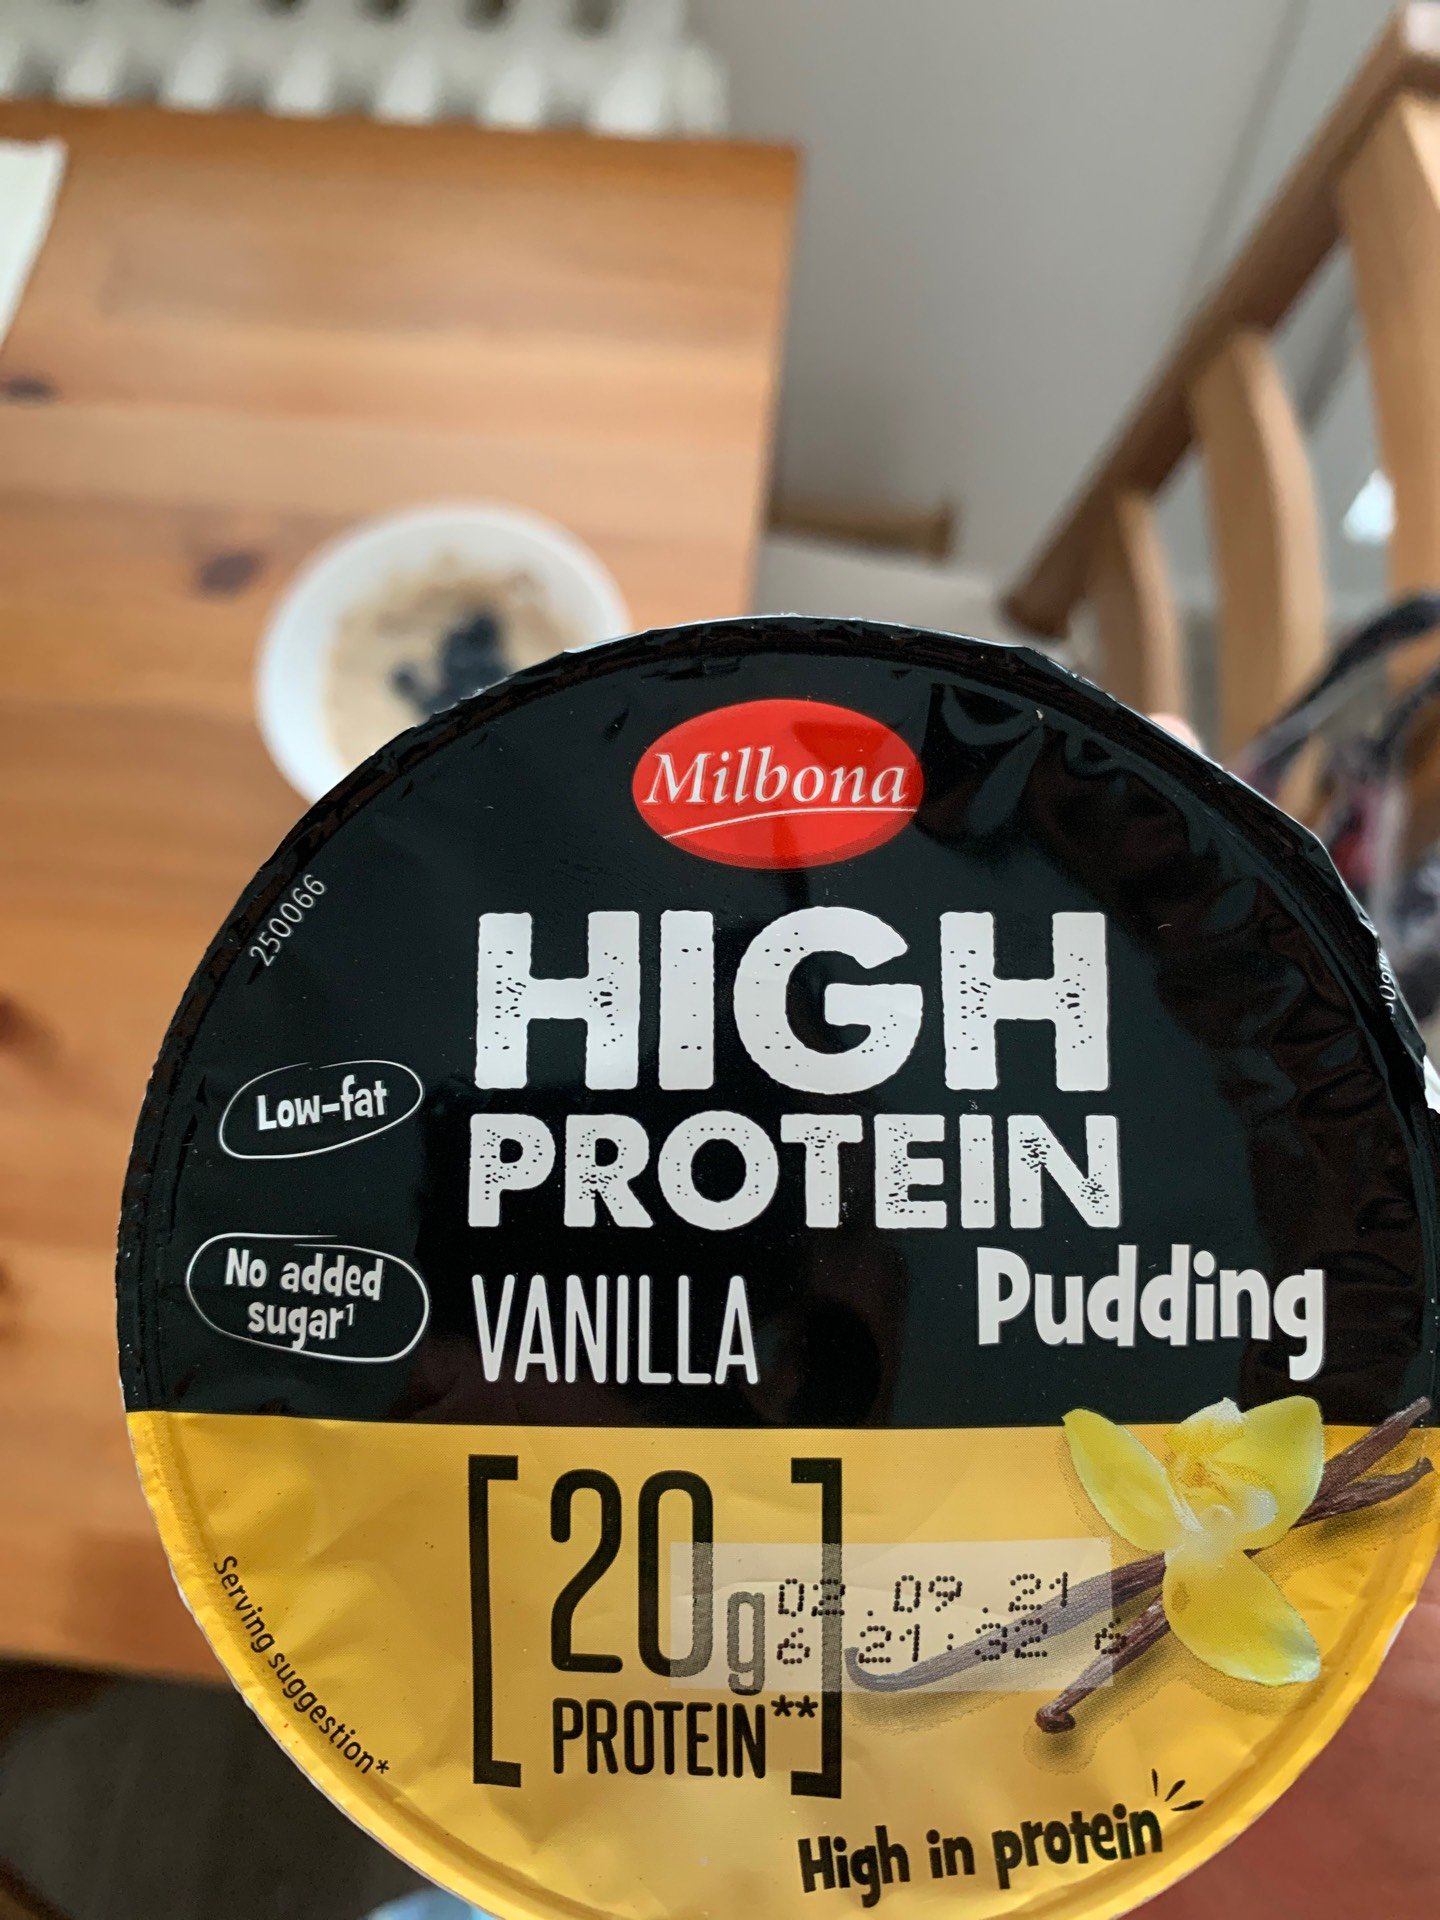 Milbona
250066
HIGH
PROTEIN
Pudding
VANILLA
Low-fat
No added
sugar¹
[20g
PROTEIN**]
02.09.21
6 21:32 6
Serving suggestion*
High in protein